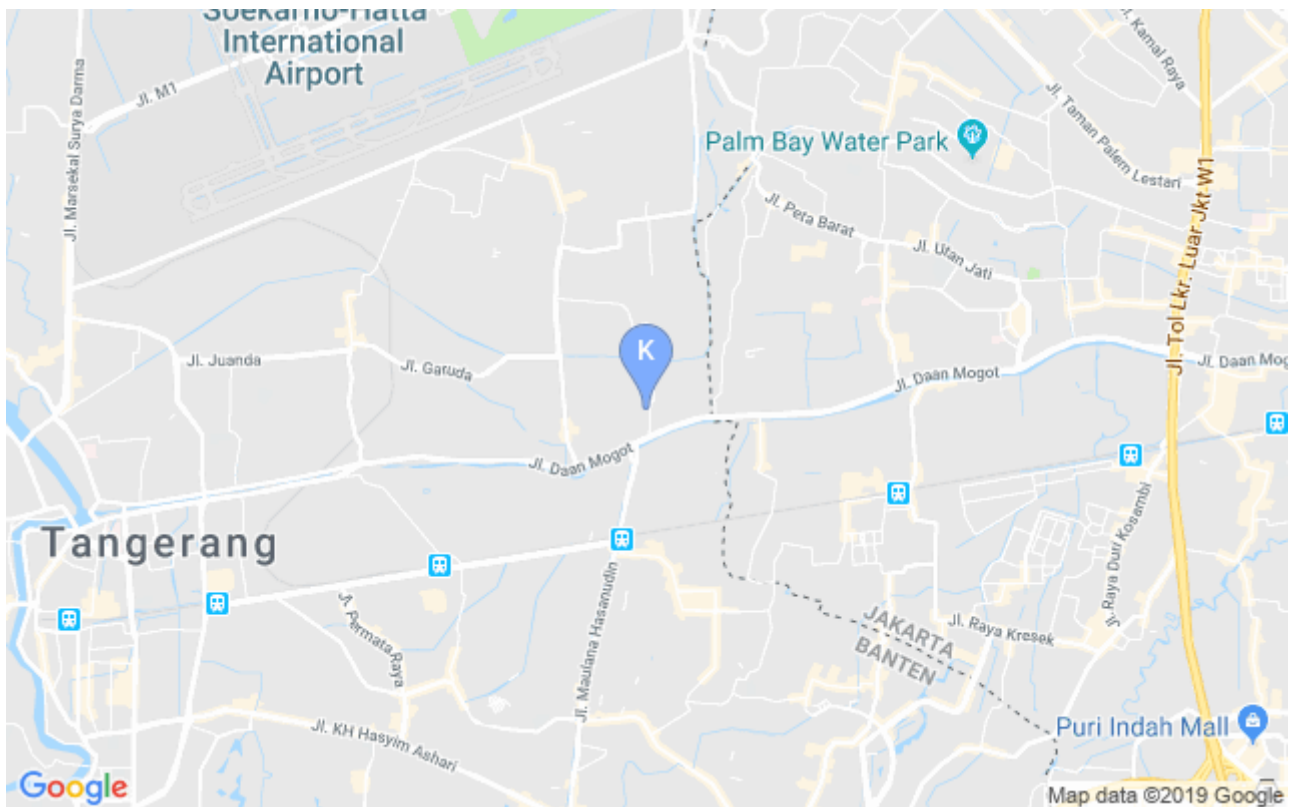 Soekarno-Hatta
International
Airport
Jl. M1
Jl. Marsekal Surya Darma
Jl. Kamal Raya
Jl. Taman Palem Lestari
Palm Bay Water Park
Jl. Tol Lkr. Luar Jkt W1
Jl. Peta Barat
Jl. Utan Jati
Jl. Juanda
Jl. Garuda
K
Jl. Daan Mogot
Jl. Daan Mog
Jl. Daan Mogot
Tangerang
Jl. Raya Duri Kosambi
Jl. Permata Raya
Jl. Maulana Hasanudin
Jl. Raya Kresek
JAKARTA
BANTEN
Jl. KH Hasyim Ashari
Puri Indah Mall
Google
Map data ©2019 Google